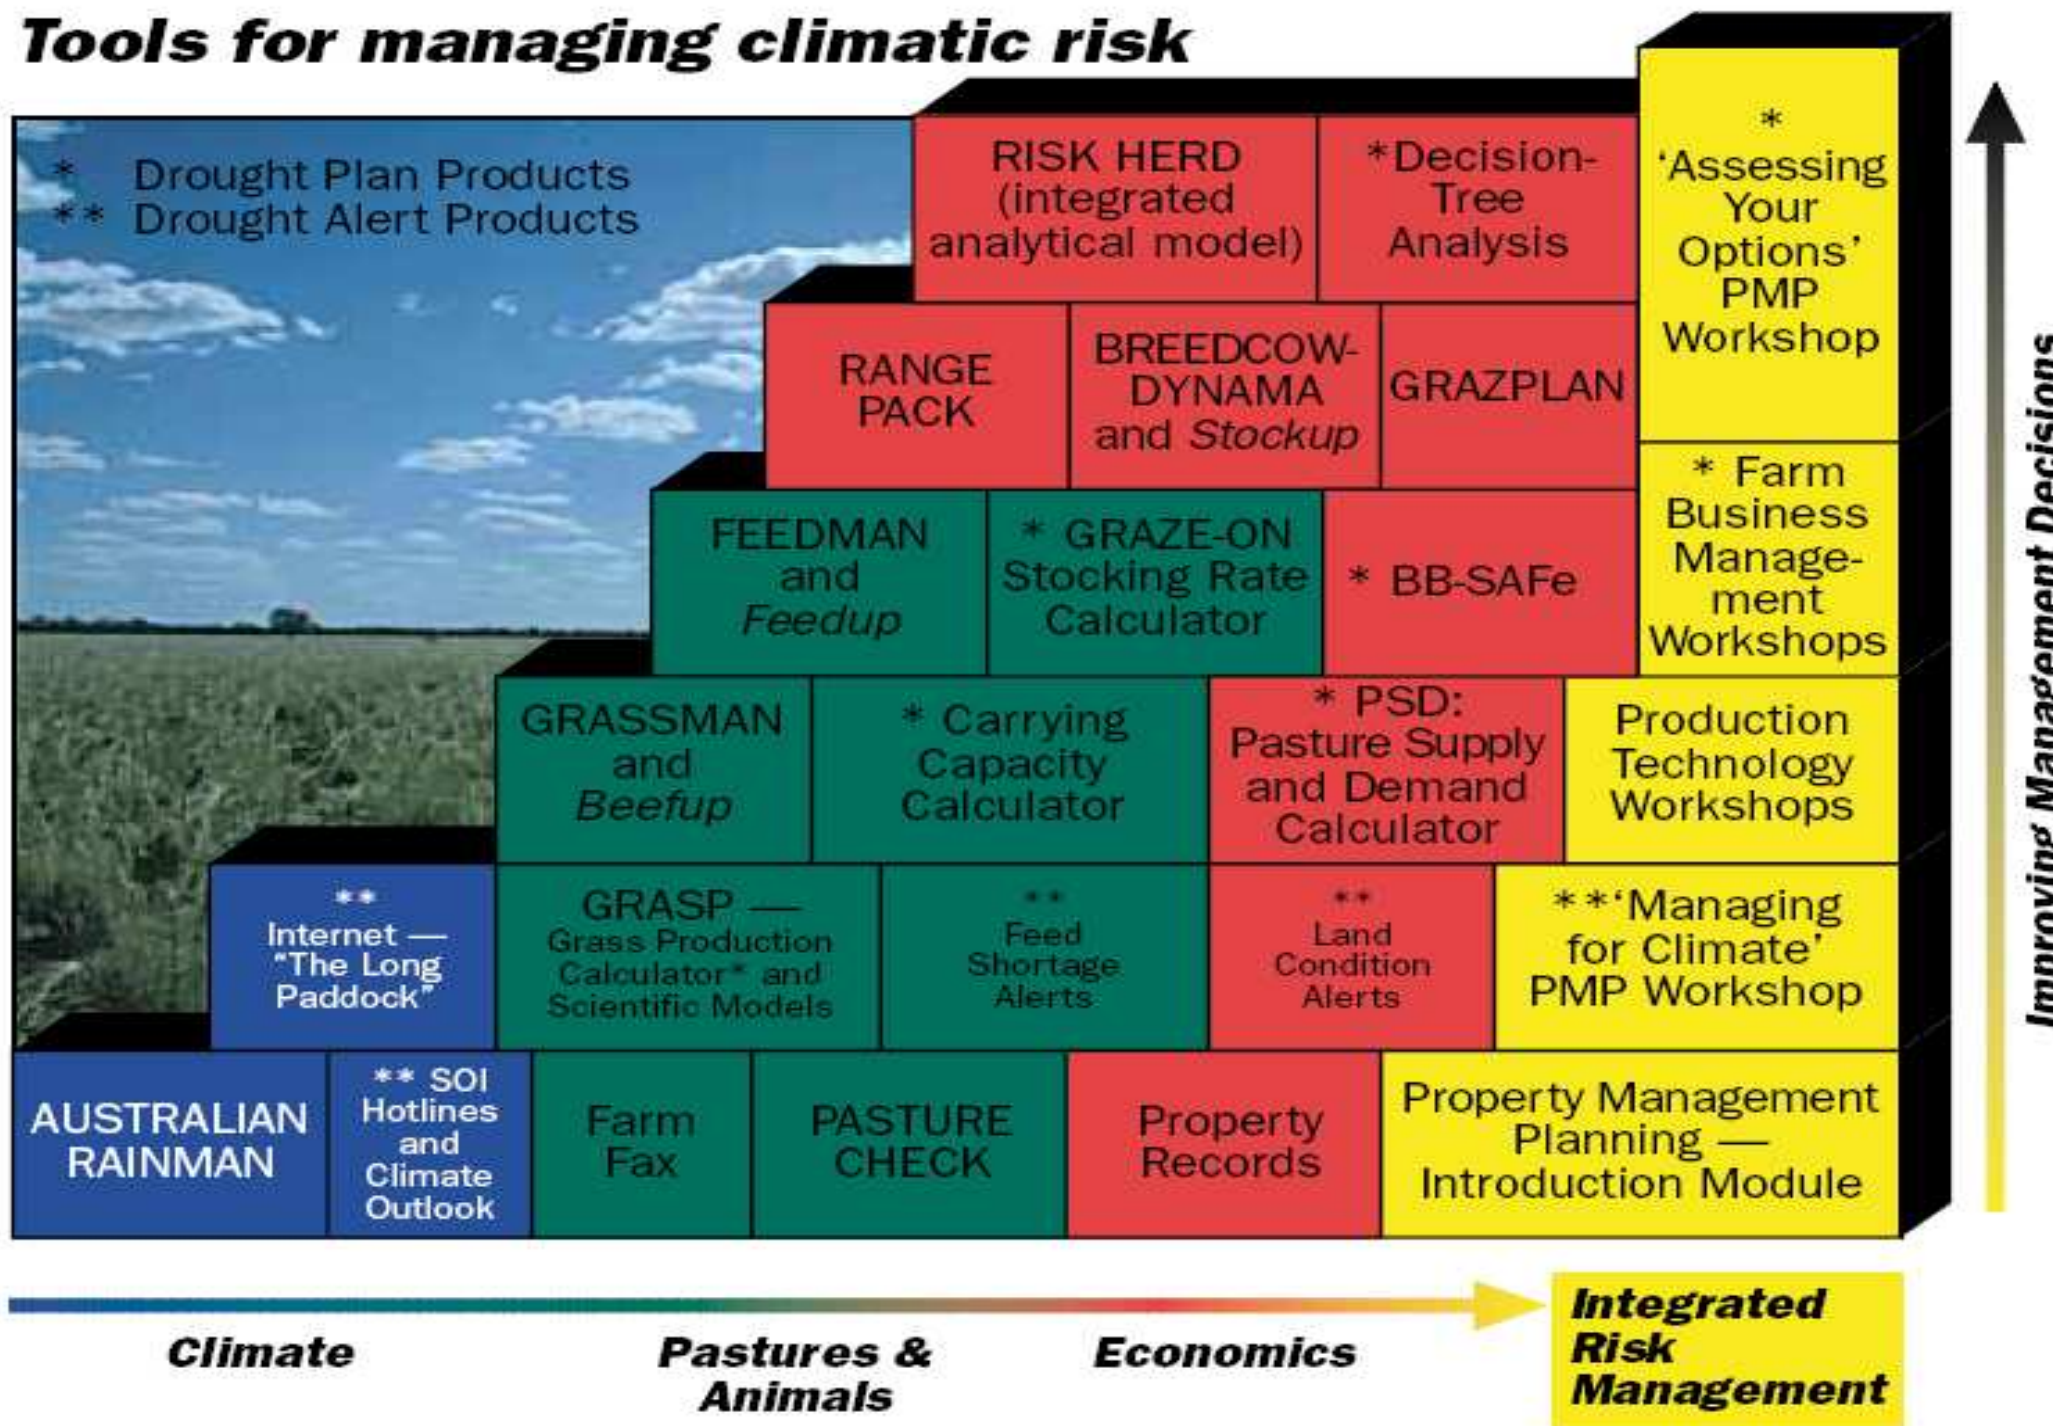 Tools for managing climatic risk
* Drought Plan Products
** Drought Alert Products
RISK HERD
(integrated
analytical model)
*Decision-
Tree
Analysis
*
‘Assessing
Your
Options’
PMP
Workshop
RANGE
PACK
BREEDCOW-
DYNAMA
and Stockup
GRAZPLAN
* Farm
Business
Manage-
ment
Workshops
FEEDMAN
and
Feedup
* GRAZE-ON
Stocking Rate
Calculator
* BB-SAFe
GRASSMAN
and
Beefup
* Carrying
Capacity
Calculator
* PSD:
Pasture Supply
and Demand
Calculator
Production
Technology
Workshops
**
Internet —
"The Long
Paddock"
GRASP —
Grass Production
Calculator* and
Scientific Models
**
Feed
Shortage
Alerts
**
Land
Condition
Alerts
**‘Managing
for Climate’
PMP Workshop
AUSTRALIAN
RAINMAN
** SOI
Hotlines
and
Climate
Outlook
Farm
Fax
PASTURE
CHECK
Property
Records
Property Management
Planning —
Introduction Module
Improving Management Decisions
Climate
Pastures &
Animals
Economics
Integrated
Risk
Management